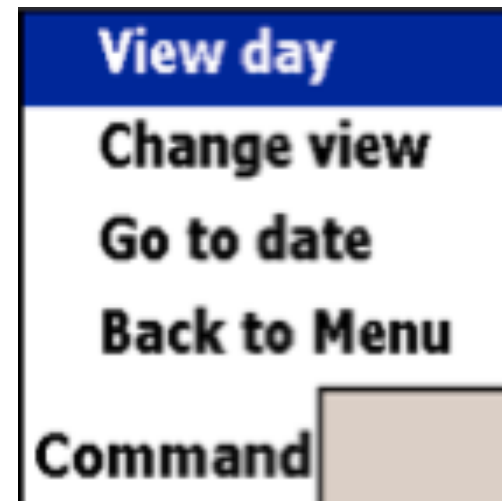 View day
Change view
Go to date
Back to Menu
Command